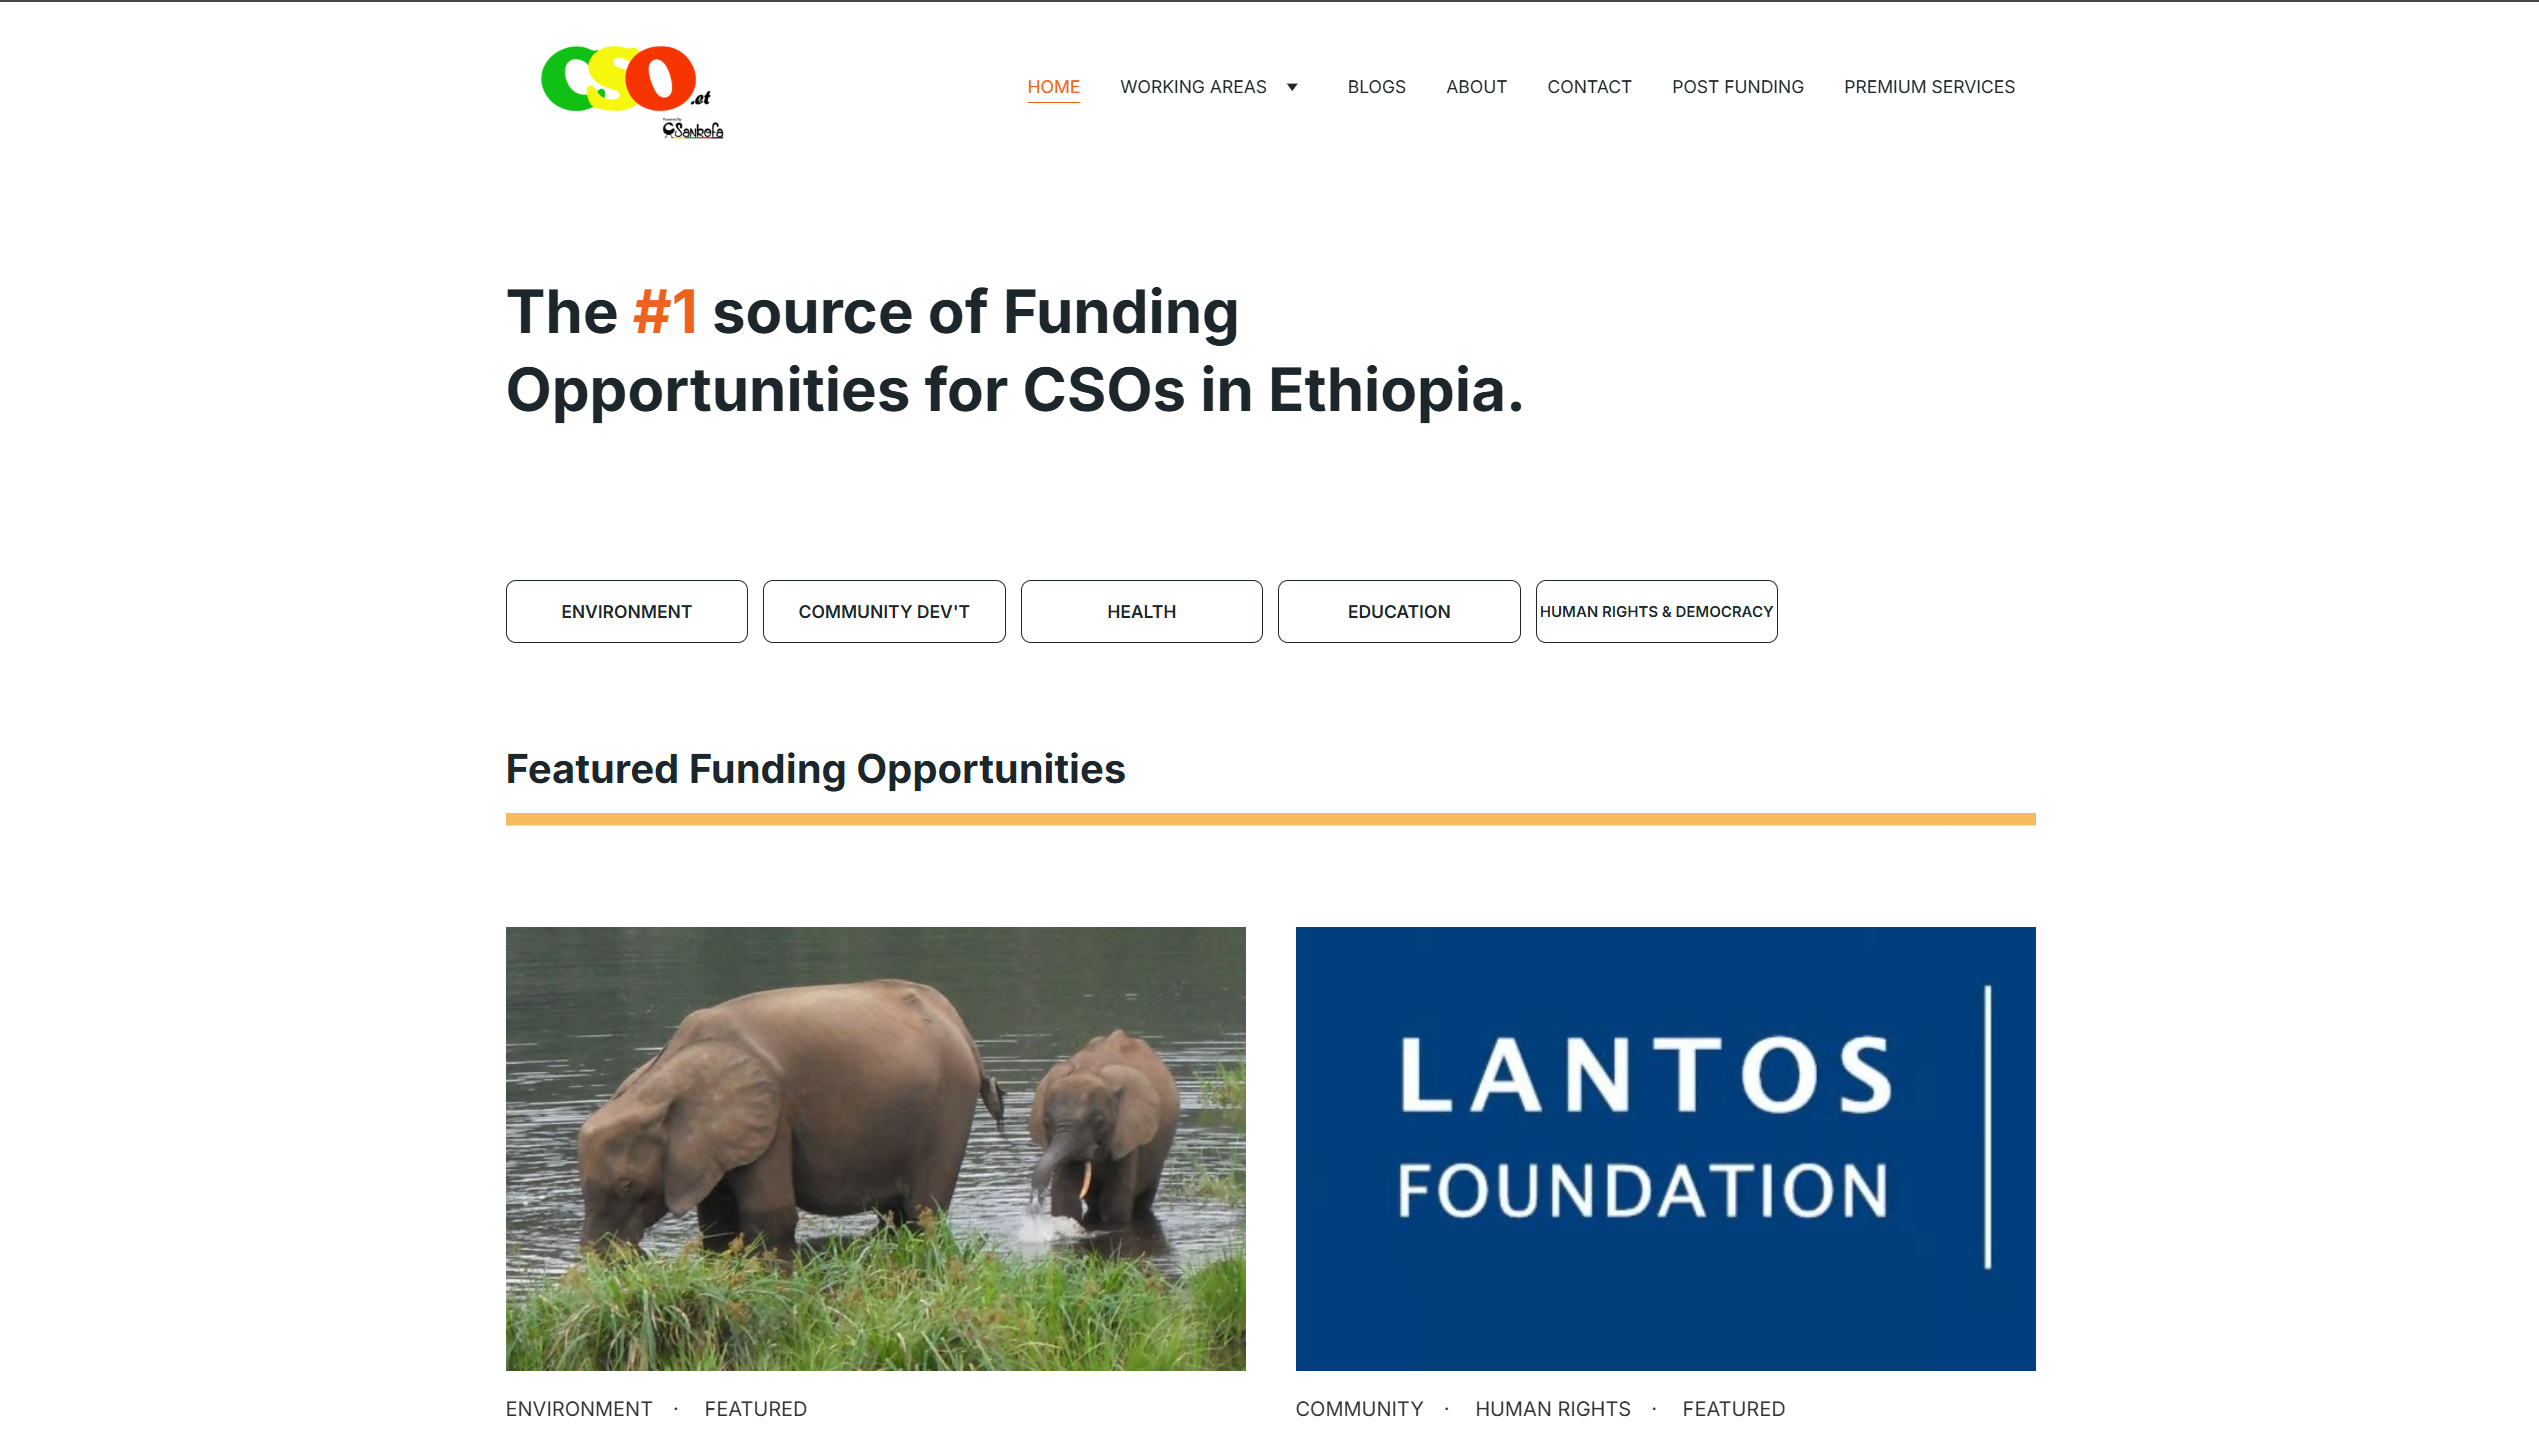 CSO.et
Powered By
Sankofa
HOME WORKING AREAS BLOGS ABOUT CONTACT POST FUNDING PREMIUM SERVICES
The #1 source of Funding
Opportunities for CSOs in Ethiopia.
ENVIRONMENT COMMUNITY DEV'T HEALTH EDUCATION HUMAN RIGHTS & DEMOCRACY
Featured Funding Opportunities
LANTOS
FOUNDATION
ENVIRONMENT · FEATURED
COMMUNITY · HUMAN RIGHTS · FEATURED